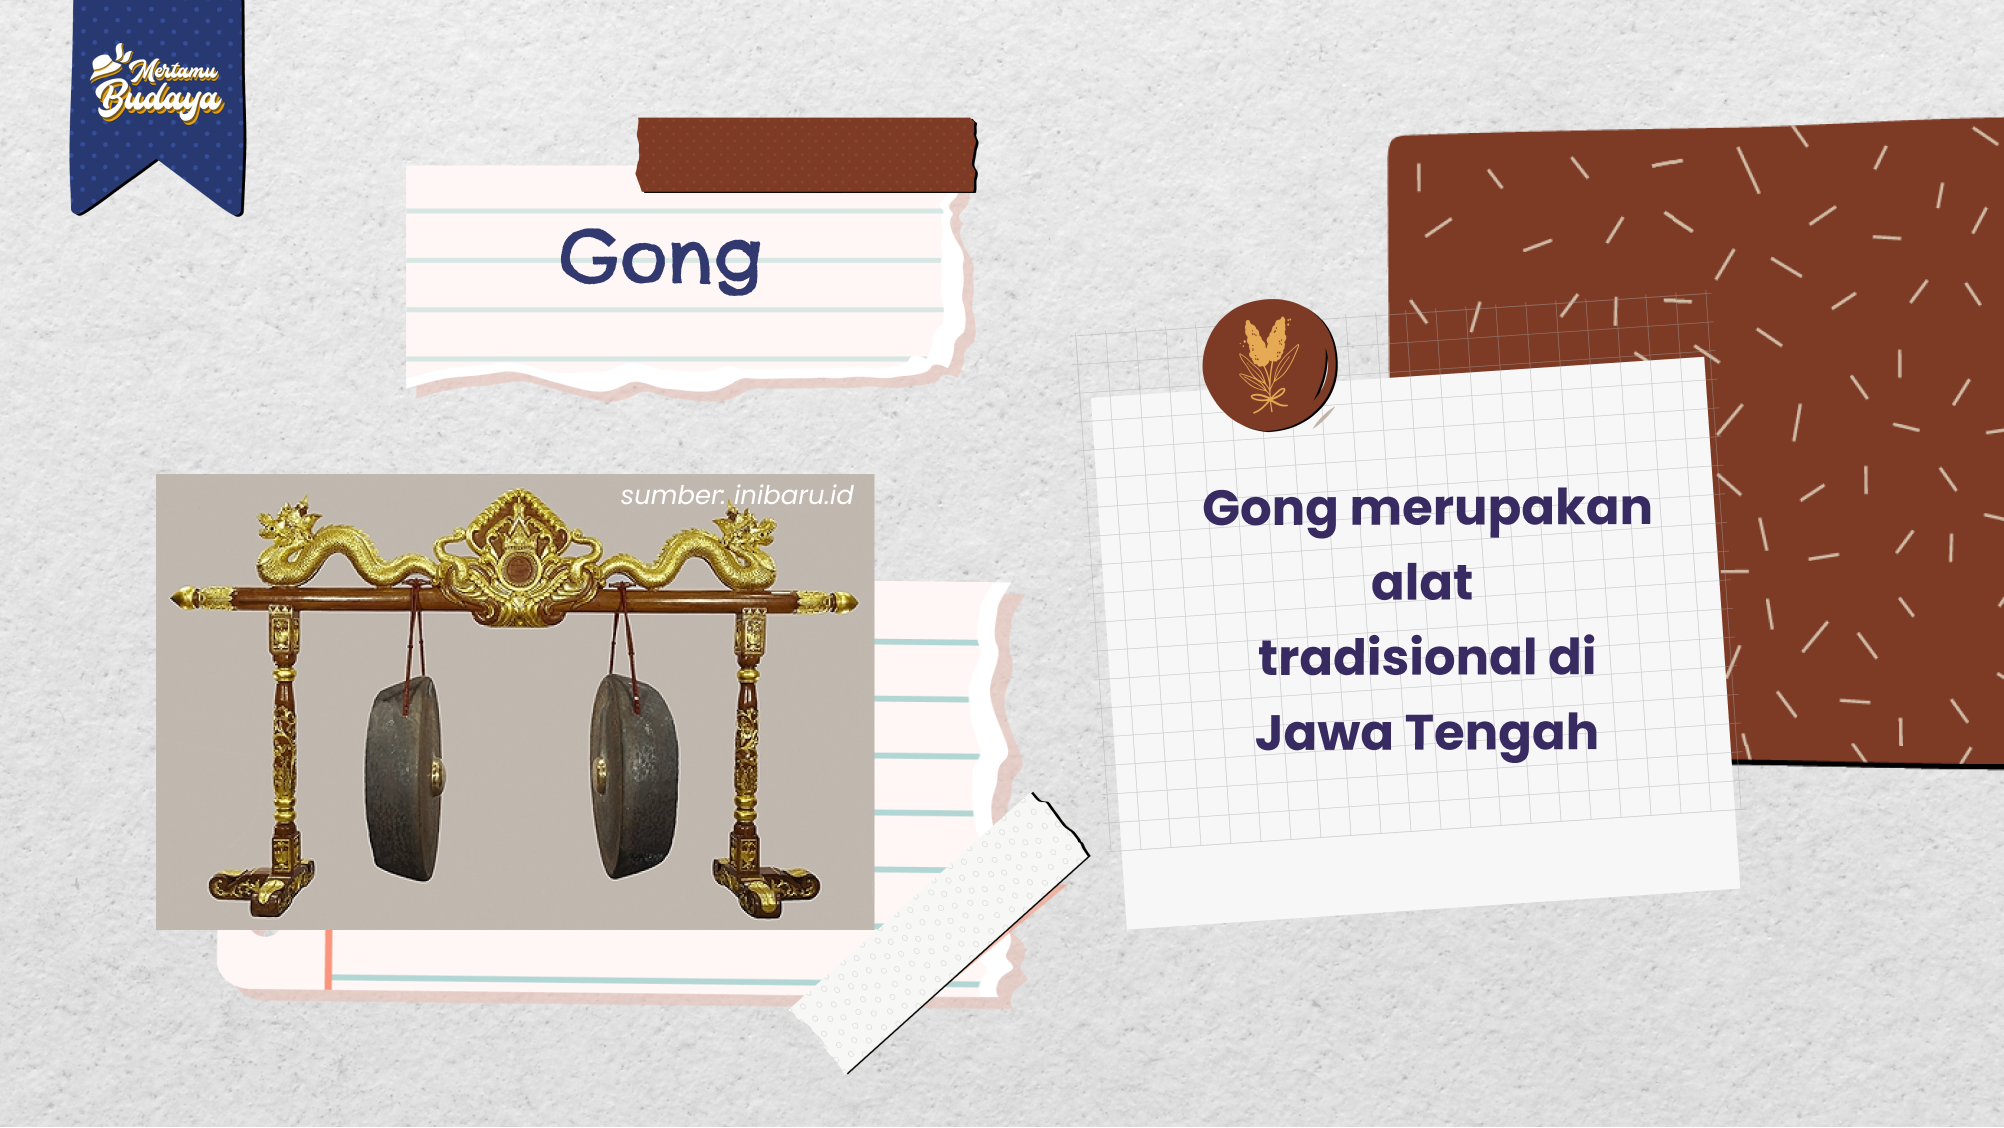 Mertamu
Budaya
Gong
sumber: inibaru.id
Gong merupakan
alat
tradisional di
Jawa Tengah